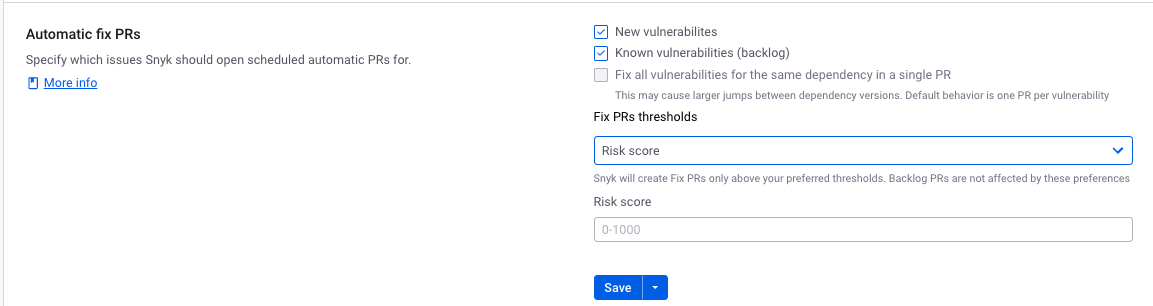 Automatic fix PRs
Specify which issues Snyk should open scheduled automatic PRs for.
More info
New vulnerabilites
Known vulnerabilities (backlog)
Fix all vulnerabilities for the same dependency in a single PR
This may cause larger jumps between dependency versions. Default behavior is one PR per vulnerability
Fix PRs thresholds
Risk score
Snyk will create Fix PRs only above your preferred thresholds. Backlog PRs are not affected by these preferences
Risk score
0-1000
Save